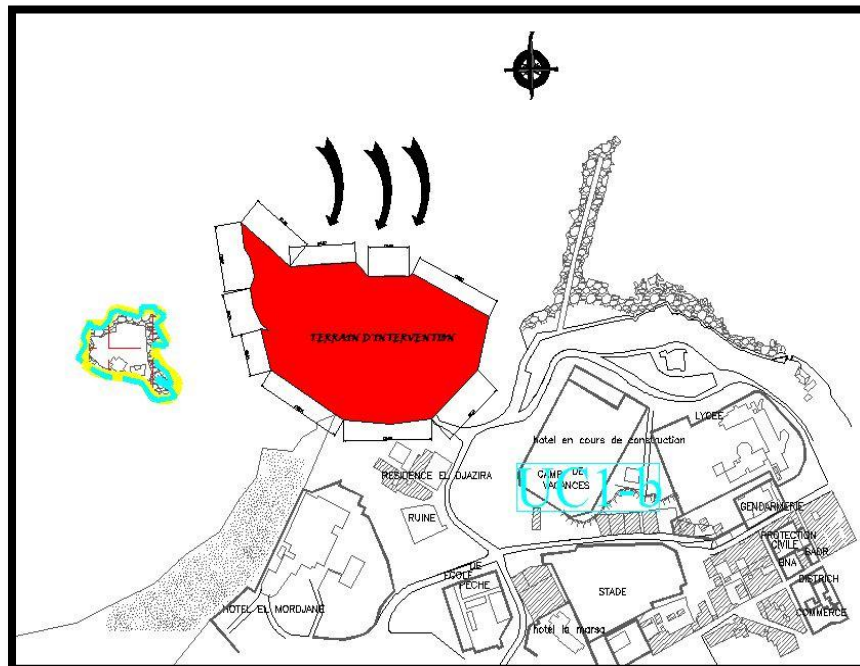 TERRAIN D'INTERVENTION
LYCEE
hotel en cours de construction
RESIDENCE EL DJAZIRA
CAMP DE
VACANCES
UC1-b
GENDARMERIE
RUINE
PROTECTION
CIVILE
BADR
BNA
DE
ECOLE
PECHE
DIETRICH
STADE
HOTEL EL MORDJANE
COMMERCE
hotel la marsa